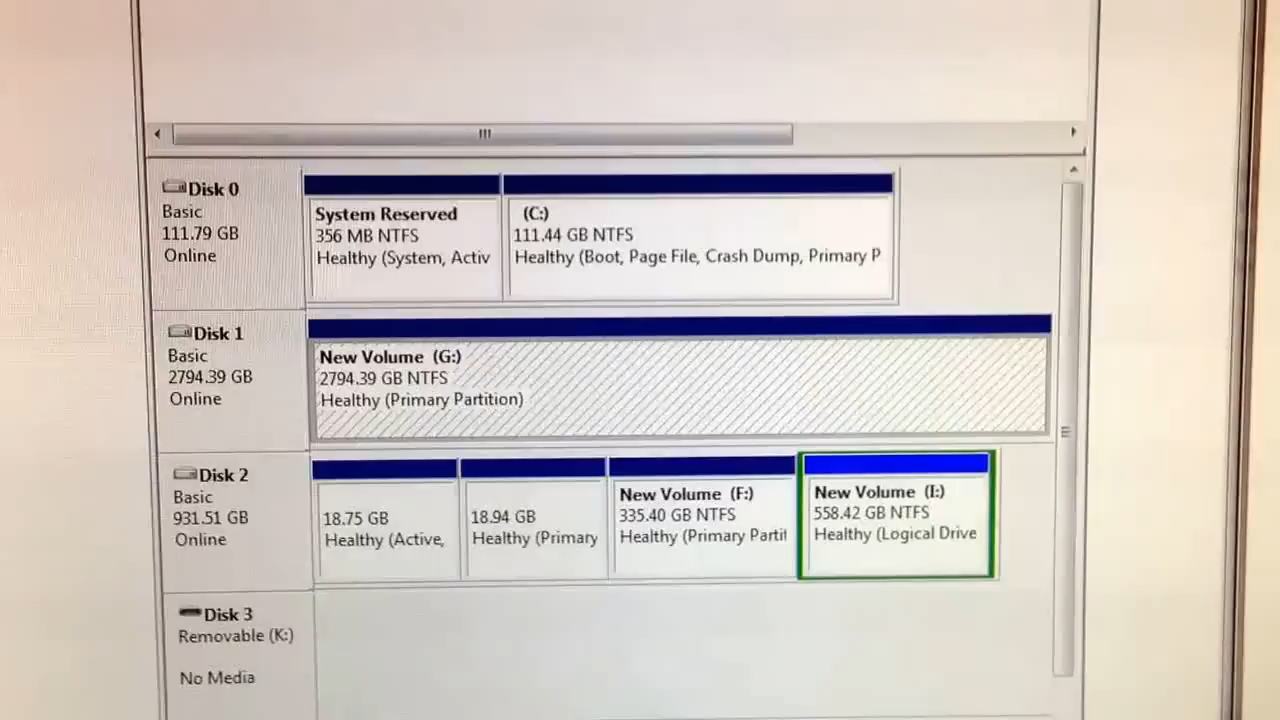 Disk 0
Basic
111.79 GB
Online
System Reserved
356 MB NTFS
Healthy (System, Activ
(C:)
111.44 GB NTFS
Healthy (Boot, Page File, Crash Dump, Primary P
Disk 1
Basic
2794.39 GB
Online
New Volume (G:)
2794.39 GB NTFS
Healthy (Primary Partition)
Disk 2
Basic
931.51 GB
Online
18.75 GB
Healthy (Active,
18.94 GB
Healthy (Primary
New Volume (F:)
335.40 GB NTFS
Healthy (Primary Partit
New Volume (I:)
558.42 GB NTFS
Healthy (Logical Drive
Disk 3
Removable (K:)
No Media